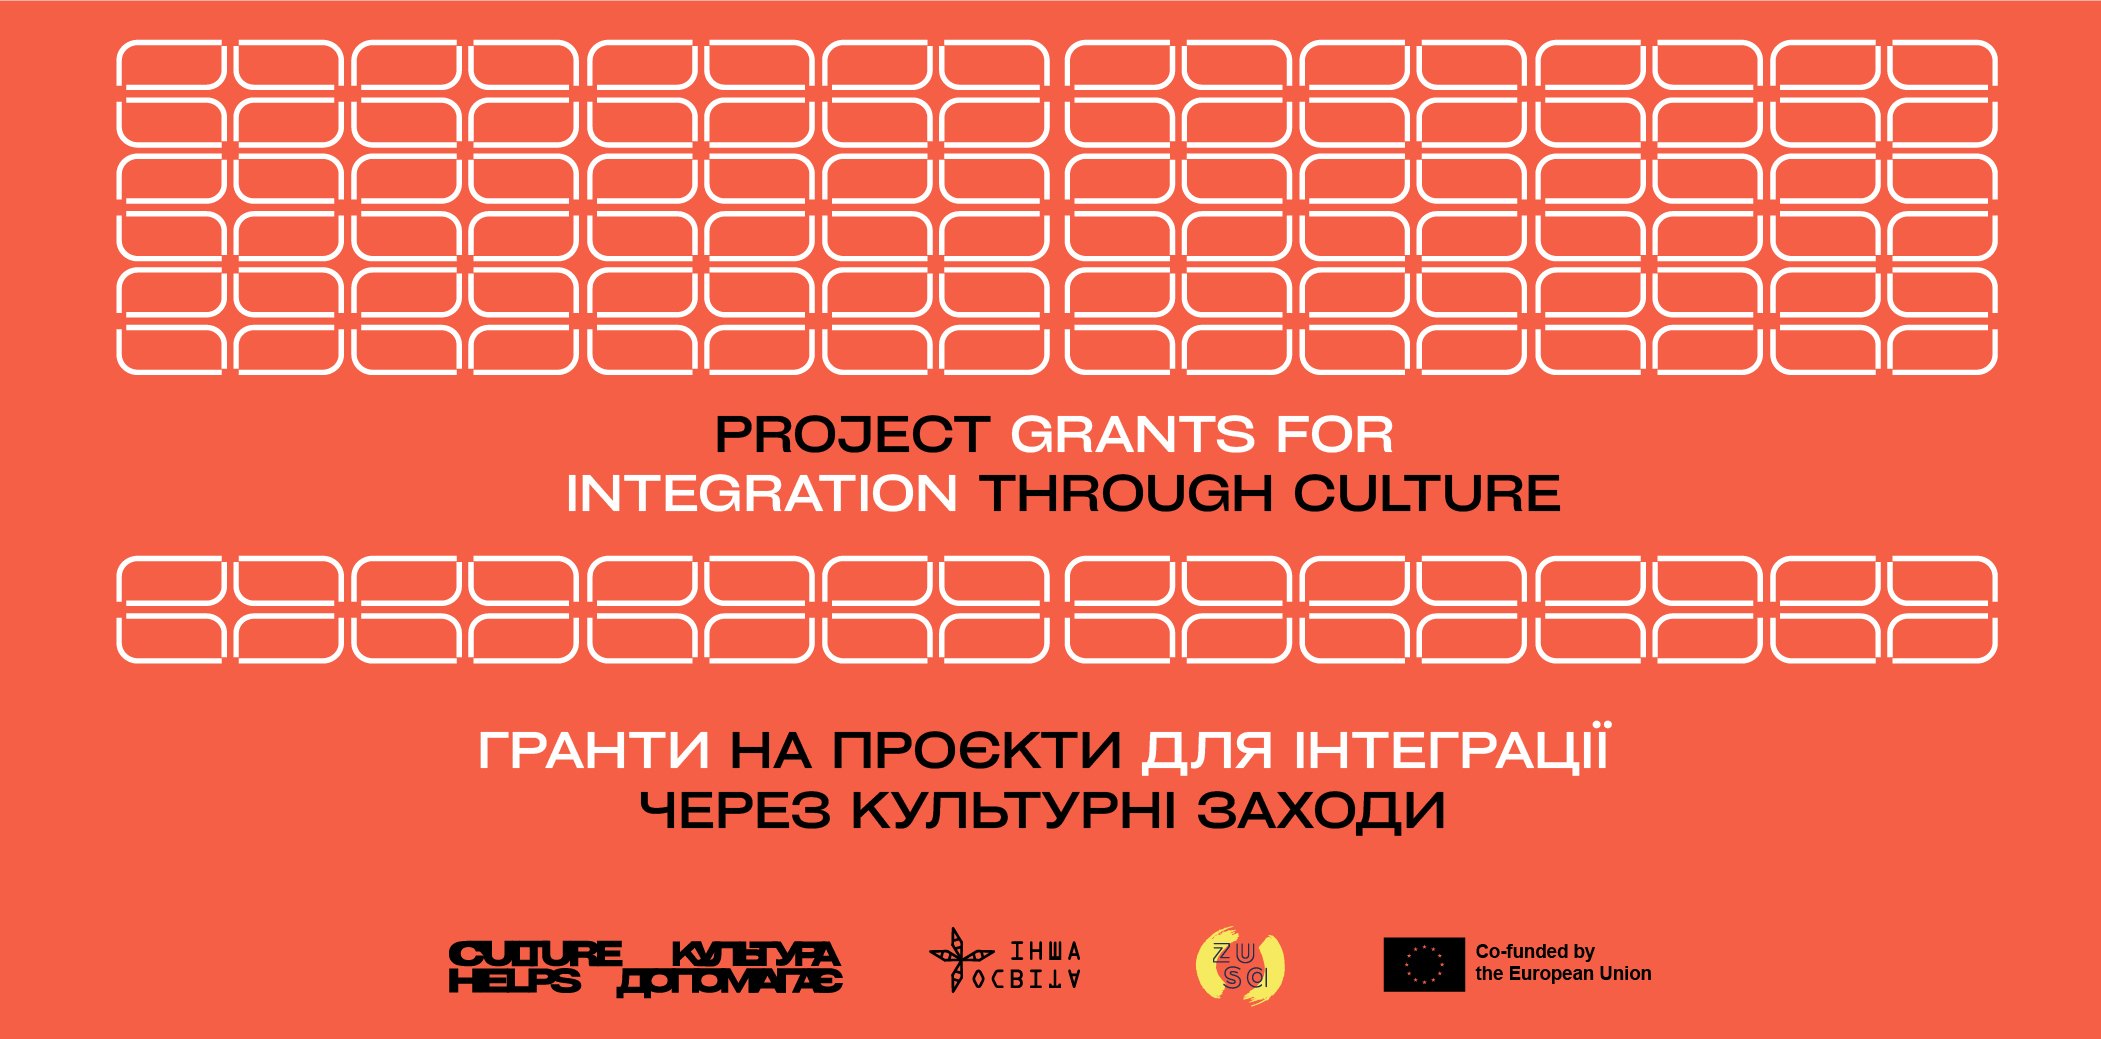 PROJECT GRANTS FOR
INTEGRATION THROUGH CULTURE
ГРАНТИ НА ПРОЄКТИ ДЛЯ ІНТЕГРАЦІЇ
ЧЕРЕЗ КУЛЬТУРНІ ЗАХОДИ
CULTURE
HELPS
КУЛЬТУРА
ДОПОМАГАЄ
ІНША
ОСВІТА
ZU
Sa
Co-funded by
the European Union